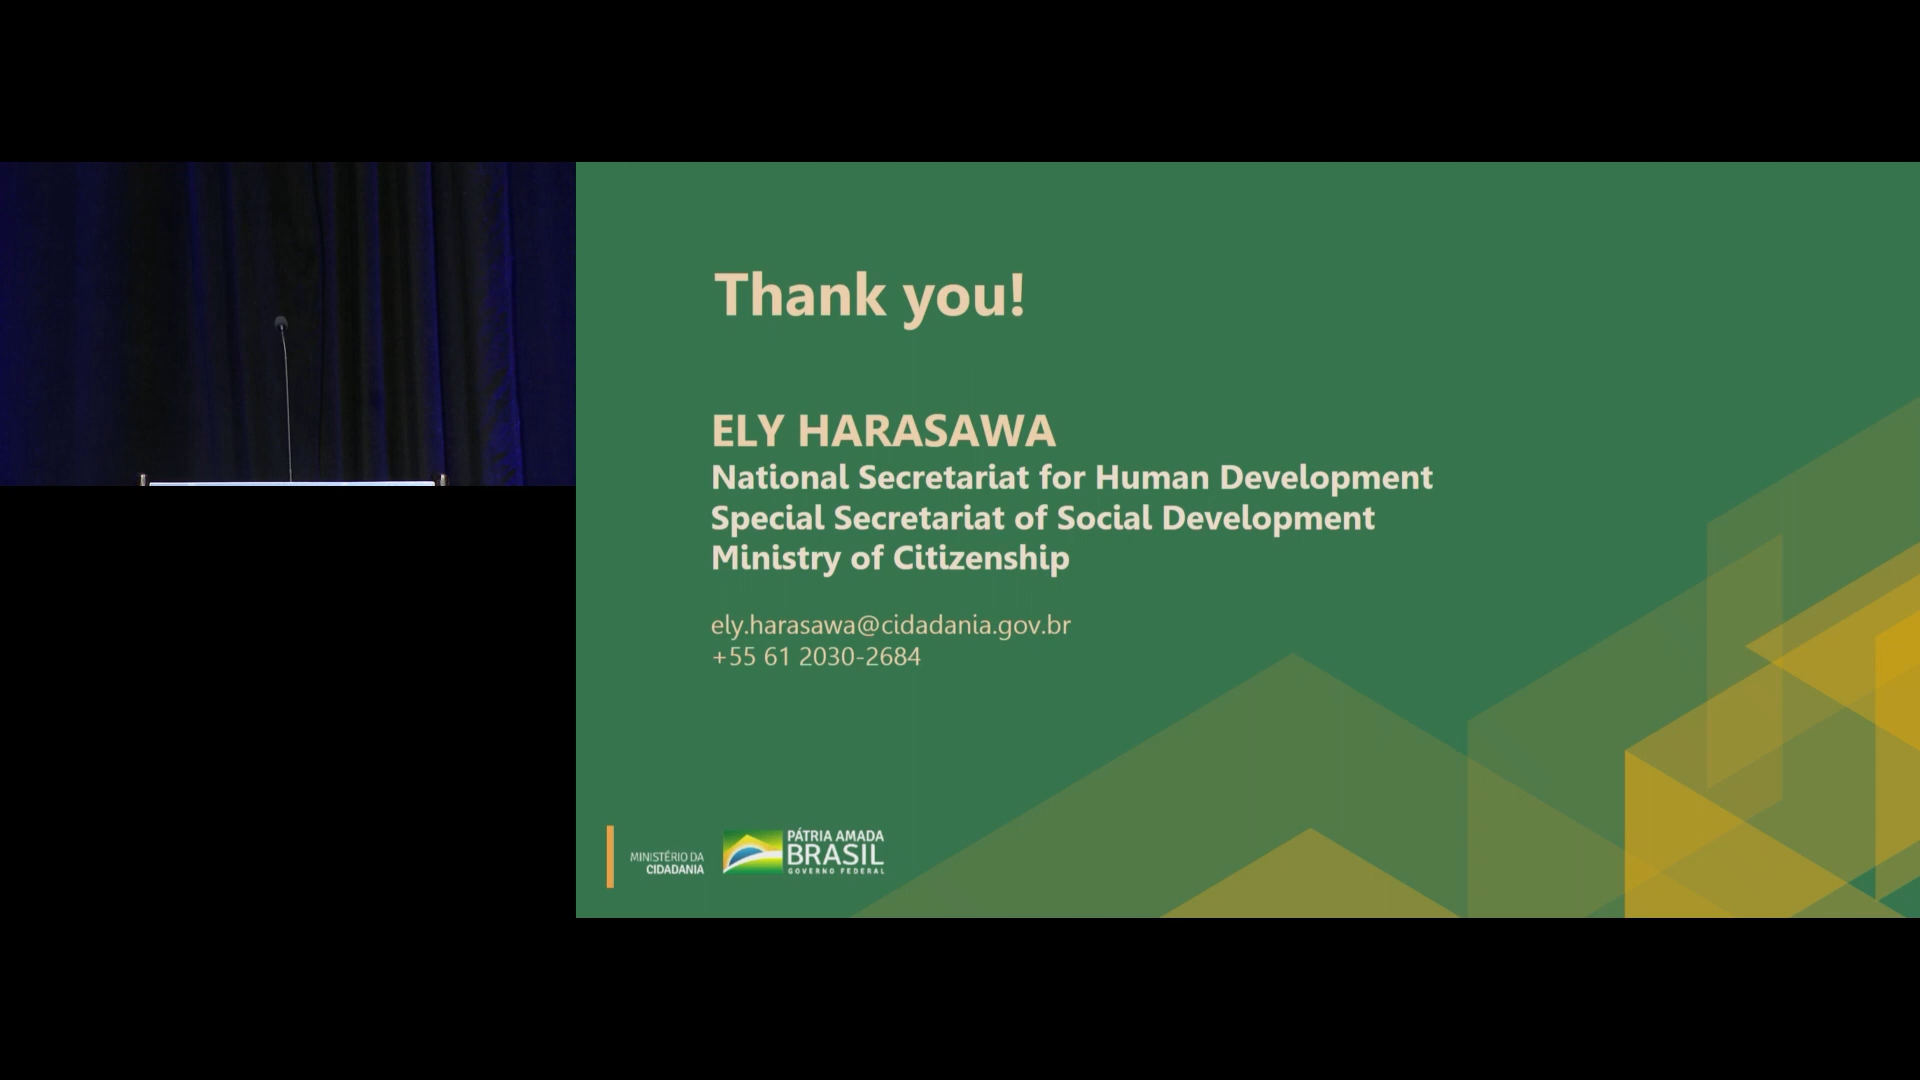 Thank you!
ELY HARASAWA
National Secretariat for Human Development
Special Secretariat of Social Development
Ministry of Citizenship
ely.harasawa@cidadania.gov.br
+55 61 2030-2684
MINISTÉRIO DA
CIDADANIA
PÁTRIA AMADA
BRASIL
GOVERNO FEDERAL